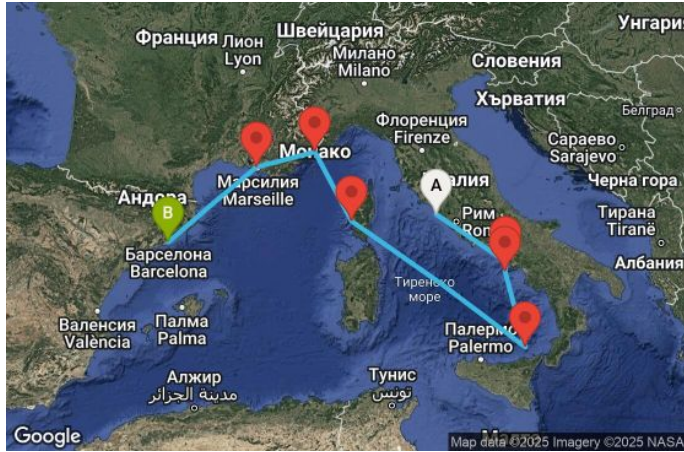 Унгария
Швейцария
Франция
Лион
Lyon
Милано
Milano
Словения
Хърватия
Белград
Флоренция
Firenze
Сараево
Sarajevo
Монако
Марсилия
Marseille
Андора
B
A
Черна гора
Рим
Тирана
Tiranë
Барселона
Barcelona
Албания
Тиренско
море
Валенсия
València
Палма
Palma
Палермо
Palermo
Алжир
مدينة الجزائر
Тунис
تونس
Google
Map data ©2025 Imagery ©2025 NASA